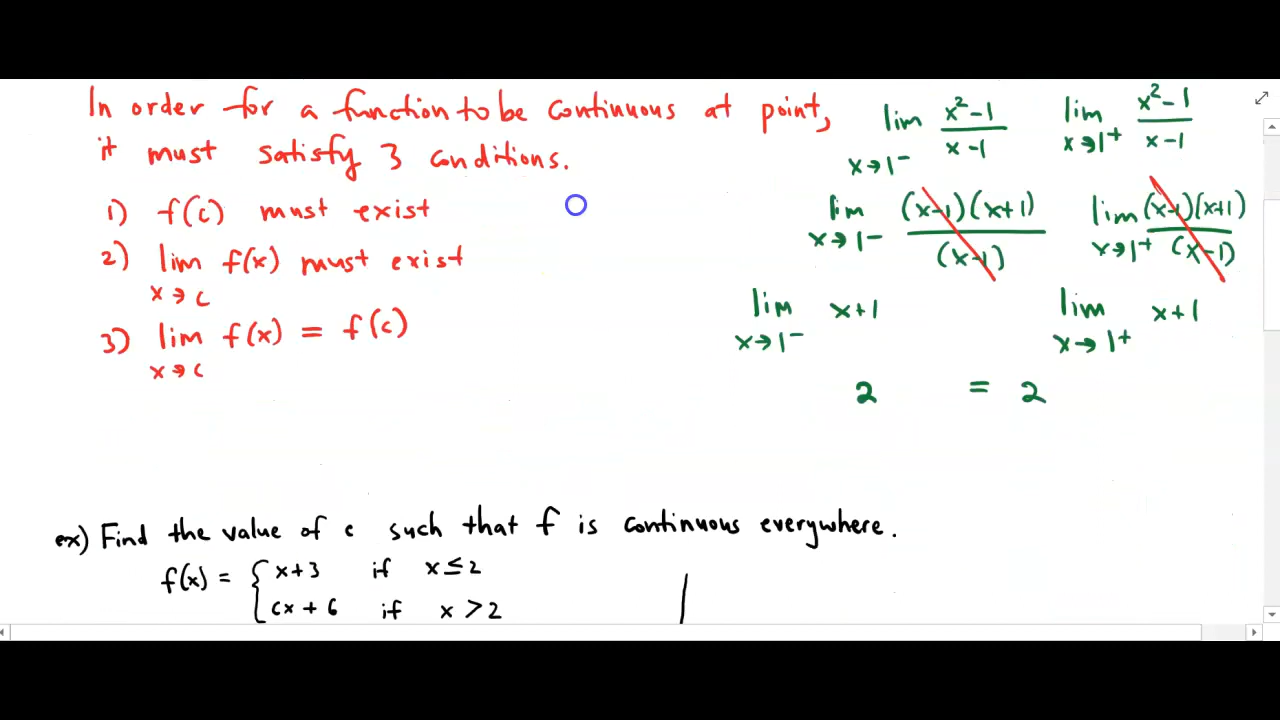 In order for a function to be continuous at point,
it must satisfy 3 conditions.
1) f(c) must exist
2) lim f(x) must exist
x→c
3) lim f(x) = f(c)
x→c
lim x²-1 / x-1
x→1⁻
lim (x-1)(x+1) / (x-1)
x→1⁻
lim x+1
x→1⁻
lim x²-1 / x-1
x→1⁺
lim (x-1)(x+1) / (x-1)
x→1⁺
lim x+1
x→1⁺
2 = 2
ex) Find the value of c such that f is continuous everywhere.
f(x) = { x+3 if x≤2
cx+6 if x>2